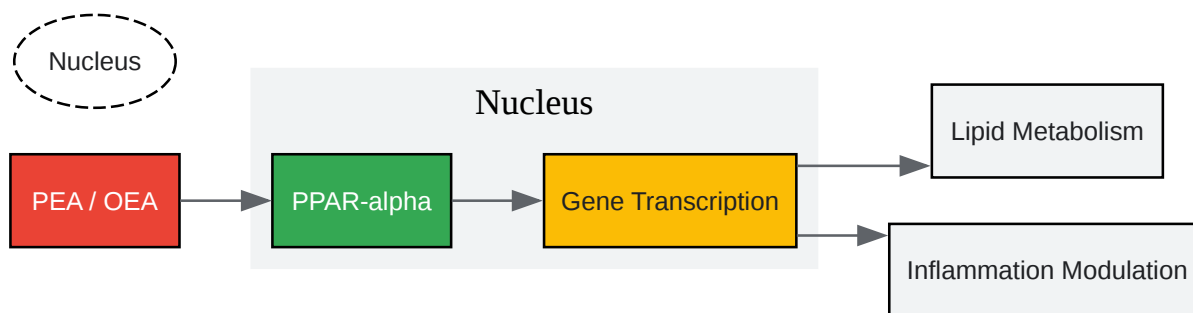 Nucleus
Nucleus
PEA / OEA
PPAR-alpha
Gene Transcription
Lipid Metabolism
Inflammation Modulation